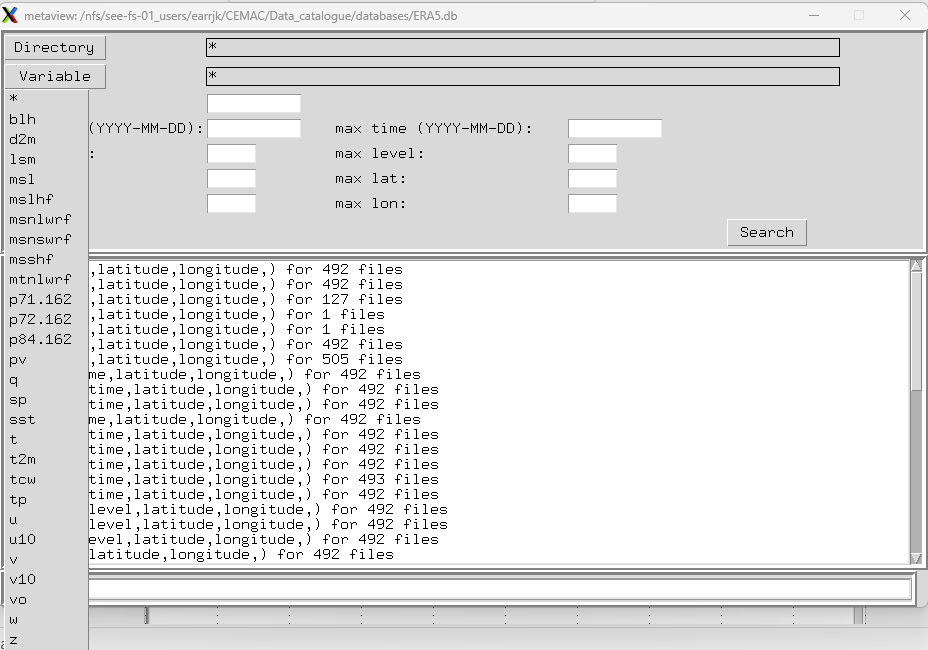 metaview: /nfs/see-fs-01_users/earrjk/CEMAC/Data_catalogue/databases/ERA5.db
Directory *
Variable *
*
blh
(YYYY-MM-DD): max time (YYYY-MM-DD):
d2m
: max level:
lsm
msl
max lat:
mslhf
max lon:
msnlwrf
msnswrf
Search
msshf
,latitude,longitude,) for 492 files
mtnlwrf
,latitude,longitude,) for 492 files
p71.162
,latitude,longitude,) for 127 files
,latitude,longitude,) for 1 files
p72.162
,latitude,longitude,) for 1 files
p84.162
,latitude,longitude,) for 492 files
pv
,latitude,longitude,) for 505 files
q
me,latitude,longitude,) for 492 files
time,latitude,longitude,) for 492 files
sp
time,latitude,longitude,) for 492 files
sst
me,latitude,longitude,) for 492 files
t
time,latitude,longitude,) for 492 files
time,latitude,longitude,) for 492 files
t2m
time,latitude,longitude,) for 492 files
tcw
time,latitude,longitude,) for 493 files
tp
time,latitude,longitude,) for 492 files
level,latitude,longitude,) for 492 files
u
level,latitude,longitude,) for 492 files
u10
evel,latitude,longitude,) for 492 files
v
latitude,longitude,) for 492 files
v10
vo
w
z